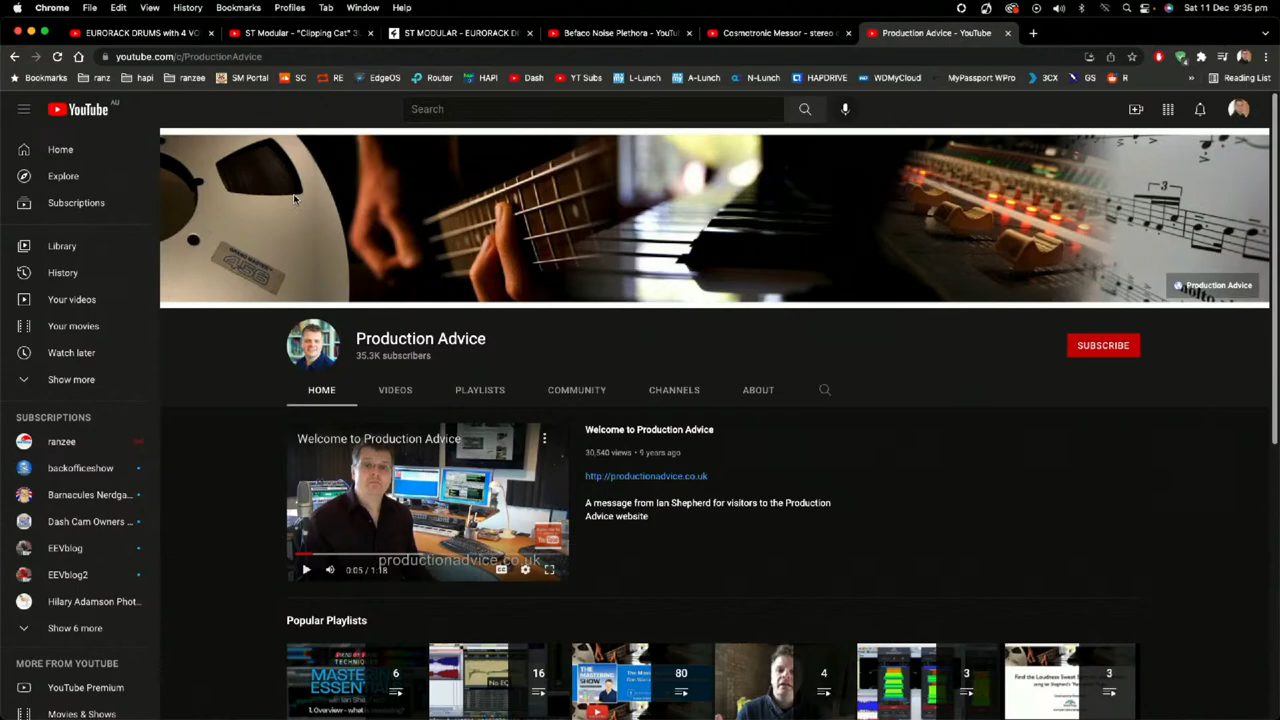 Chrome File Edit View History Bookmarks Profiles Tab Window Help Sat 11 Dec 9:35 pm
EURORACK DRUMS with 4 VO ST Modular - "Clipping Cat" 3U ST MODULAR - EURORACK DR Befaco Noise Plethora - YouTu Cosmotronic Messor - stereo c Production Advice - YouTube
youtube.com/c/ProductionAdvice
Bookmarks ranz hapi ranzee SM Portal SC RE EdgeOS Router HAPI Dash YT Subs L-Lunch A-Lunch N-Lunch HAPDRIVE WDMyCloud MyPassport WPro 3CX GS R » Reading List
YouTube AU
Search
Home
Explore
Subscriptions
Library
History
Your videos
Your movies
Watch later
Show more
SUBSCRIPTIONS
ranzee
backofficeshow
Barnacules Nerdga...
Dash Cam Owners ...
EEVblog
EEVblog2
Hilary Adamson Phot...
Show 6 more
MORE FROM YOUTUBE
YouTube Premium
Movies & Shows
GRAND MASTER
456
3
Production Advice
Production Advice
35.3K subscribers
SUBSCRIBE
HOME VIDEOS PLAYLISTS COMMUNITY CHANNELS ABOUT
Welcome to Production Advice
productionadvice.co.uk
0:05 / 1:18
Welcome to Production Advice
30,540 views • 9 years ago
http://productionadvice.co.uk
A message from Ian Shepherd for visitors to the Production
Advice website
Popular Playlists
6
16
80
4
3
3
THE
MASTERING
SHOW